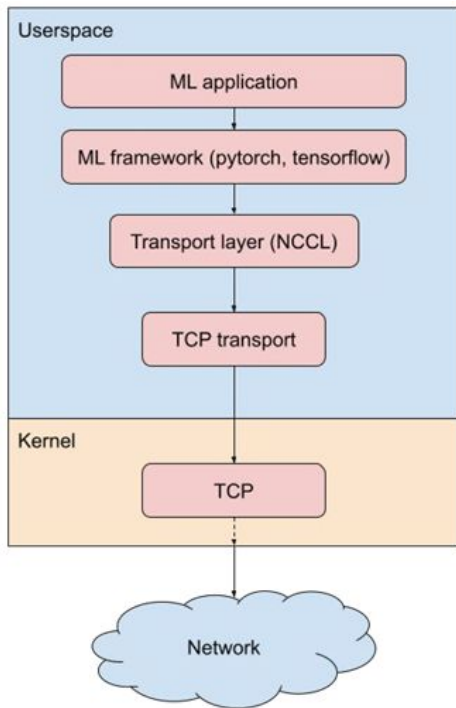 Userspace
ML application
ML framework (pytorch, tensorflow)
Transport layer (NCCL)
TCP transport
Kernel
TCP
Network